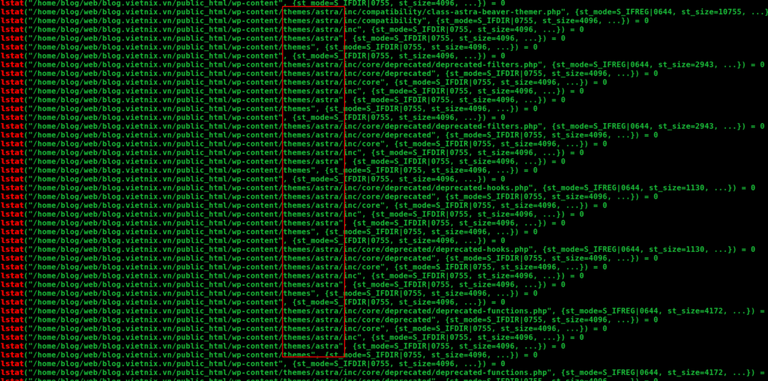 lstat("/home/blog/web/blog.vietnix.vn/public_html/wp-content", {st_mode=S_IFDIR|0755, st_size=4096, ...}) = 0
lstat("/home/blog/web/blog.vietnix.vn/public_html/wp-content/themes/astra/inc/compatibility/class-astra-beaver-themer.php", {st_mode=S_IFREG|0644, st_size=10755, ...}
lstat("/home/blog/web/blog.vietnix.vn/public_html/wp-content/themes/astra/inc/compatibility", {st_mode=S_IFDIR|0755, st_size=4096, ...}) = 0
lstat("/home/blog/web/blog.vietnix.vn/public_html/wp-content/themes/astra/inc", {st_mode=S_IFDIR|0755, st_size=4096, ...}) = 0
lstat("/home/blog/web/blog.vietnix.vn/public_html/wp-content/themes/astra", {st_mode=S_IFDIR|0755, st_size=4096, ...}) = 0
lstat("/home/blog/web/blog.vietnix.vn/public_html/wp-content/themes", {st_mode=S_IFDIR|0755, st_size=4096, ...}) = 0
lstat("/home/blog/web/blog.vietnix.vn/public_html/wp-content", {st_mode=S_IFDIR|0755, st_size=4096, ...}) = 0
lstat("/home/blog/web/blog.vietnix.vn/public_html/wp-content/themes/astra/inc/core/deprecated/deprecated-filters.php", {st_mode=S_IFREG|0644, st_size=2943, ...}) = 0
lstat("/home/blog/web/blog.vietnix.vn/public_html/wp-content/themes/astra/inc/core/deprecated", {st_mode=S_IFDIR|0755, st_size=4096, ...}) = 0
lstat("/home/blog/web/blog.vietnix.vn/public_html/wp-content/themes/astra/inc/core", {st_mode=S_IFDIR|0755, st_size=4096, ...}) = 0
lstat("/home/blog/web/blog.vietnix.vn/public_html/wp-content/themes/astra/inc", {st_mode=S_IFDIR|0755, st_size=4096, ...}) = 0
lstat("/home/blog/web/blog.vietnix.vn/public_html/wp-content/themes/astra", {st_mode=S_IFDIR|0755, st_size=4096, ...}) = 0
lstat("/home/blog/web/blog.vietnix.vn/public_html/wp-content/themes", {st_mode=S_IFDIR|0755, st_size=4096, ...}) = 0
lstat("/home/blog/web/blog.vietnix.vn/public_html/wp-content", {st_mode=S_IFDIR|0755, st_size=4096, ...}) = 0
lstat("/home/blog/web/blog.vietnix.vn/public_html/wp-content/themes/astra/inc/core/deprecated/deprecated-filters.php", {st_mode=S_IFREG|0644, st_size=2943, ...}) = 0
lstat("/home/blog/web/blog.vietnix.vn/public_html/wp-content/themes/astra/inc/core/deprecated", {st_mode=S_IFDIR|0755, st_size=4096, ...}) = 0
lstat("/home/blog/web/blog.vietnix.vn/public_html/wp-content/themes/astra/inc/core", {st_mode=S_IFDIR|0755, st_size=4096, ...}) = 0
lstat("/home/blog/web/blog.vietnix.vn/public_html/wp-content/themes/astra/inc", {st_mode=S_IFDIR|0755, st_size=4096, ...}) = 0
lstat("/home/blog/web/blog.vietnix.vn/public_html/wp-content/themes/astra", {st_mode=S_IFDIR|0755, st_size=4096, ...}) = 0
lstat("/home/blog/web/blog.vietnix.vn/public_html/wp-content/themes", {st_mode=S_IFDIR|0755, st_size=4096, ...}) = 0
lstat("/home/blog/web/blog.vietnix.vn/public_html/wp-content", {st_mode=S_IFDIR|0755, st_size=4096, ...}) = 0
lstat("/home/blog/web/blog.vietnix.vn/public_html/wp-content/themes/astra/inc/core/deprecated/deprecated-hooks.php", {st_mode=S_IFREG|0644, st_size=1130, ...}) = 0
lstat("/home/blog/web/blog.vietnix.vn/public_html/wp-content/themes/astra/inc/core/deprecated", {st_mode=S_IFDIR|0755, st_size=4096, ...}) = 0
lstat("/home/blog/web/blog.vietnix.vn/public_html/wp-content/themes/astra/inc/core", {st_mode=S_IFDIR|0755, st_size=4096, ...}) = 0
lstat("/home/blog/web/blog.vietnix.vn/public_html/wp-content/themes/astra/inc", {st_mode=S_IFDIR|0755, st_size=4096, ...}) = 0
lstat("/home/blog/web/blog.vietnix.vn/public_html/wp-content/themes/astra", {st_mode=S_IFDIR|0755, st_size=4096, ...}) = 0
lstat("/home/blog/web/blog.vietnix.vn/public_html/wp-content/themes", {st_mode=S_IFDIR|0755, st_size=4096, ...}) = 0
lstat("/home/blog/web/blog.vietnix.vn/public_html/wp-content", {st_mode=S_IFDIR|0755, st_size=4096, ...}) = 0
lstat("/home/blog/web/blog.vietnix.vn/public_html/wp-content/themes/astra/inc/core/deprecated/deprecated-hooks.php", {st_mode=S_IFREG|0644, st_size=1130, ...}) = 0
lstat("/home/blog/web/blog.vietnix.vn/public_html/wp-content/themes/astra/inc/core/deprecated", {st_mode=S_IFDIR|0755, st_size=4096, ...}) = 0
lstat("/home/blog/web/blog.vietnix.vn/public_html/wp-content/themes/astra/inc/core", {st_mode=S_IFDIR|0755, st_size=4096, ...}) = 0
lstat("/home/blog/web/blog.vietnix.vn/public_html/wp-content/themes/astra/inc", {st_mode=S_IFDIR|0755, st_size=4096, ...}) = 0
lstat("/home/blog/web/blog.vietnix.vn/public_html/wp-content/themes/astra", {st_mode=S_IFDIR|0755, st_size=4096, ...}) = 0
lstat("/home/blog/web/blog.vietnix.vn/public_html/wp-content/themes", {st_mode=S_IFDIR|0755, st_size=4096, ...}) = 0
lstat("/home/blog/web/blog.vietnix.vn/public_html/wp-content", {st_mode=S_IFDIR|0755, st_size=4096, ...}) = 0
lstat("/home/blog/web/blog.vietnix.vn/public_html/wp-content/themes/astra/inc/core/deprecated/deprecated-functions.php", {st_mode=S_IFREG|0644, st_size=4172, ...}) =
lstat("/home/blog/web/blog.vietnix.vn/public_html/wp-content/themes/astra/inc/core/deprecated", {st_mode=S_IFDIR|0755, st_size=4096, ...}) = 0
lstat("/home/blog/web/blog.vietnix.vn/public_html/wp-content/themes/astra/inc/core", {st_mode=S_IFDIR|0755, st_size=4096, ...}) = 0
lstat("/home/blog/web/blog.vietnix.vn/public_html/wp-content/themes/astra/inc", {st_mode=S_IFDIR|0755, st_size=4096, ...}) = 0
lstat("/home/blog/web/blog.vietnix.vn/public_html/wp-content/themes/astra", {st_mode=S_IFDIR|0755, st_size=4096, ...}) = 0
lstat("/home/blog/web/blog.vietnix.vn/public_html/wp-content/themes", {st_mode=S_IFDIR|0755, st_size=4096, ...}) = 0
lstat("/home/blog/web/blog.vietnix.vn/public_html/wp-content", {st_mode=S_IFDIR|0755, st_size=4096, ...}) = 0
lstat("/home/blog/web/blog.vietnix.vn/public_html/wp-content/themes/astra/inc/core/deprecated/deprecated-functions.php", {st_mode=S_IFREG|0644, st_size=4172, ...}) =